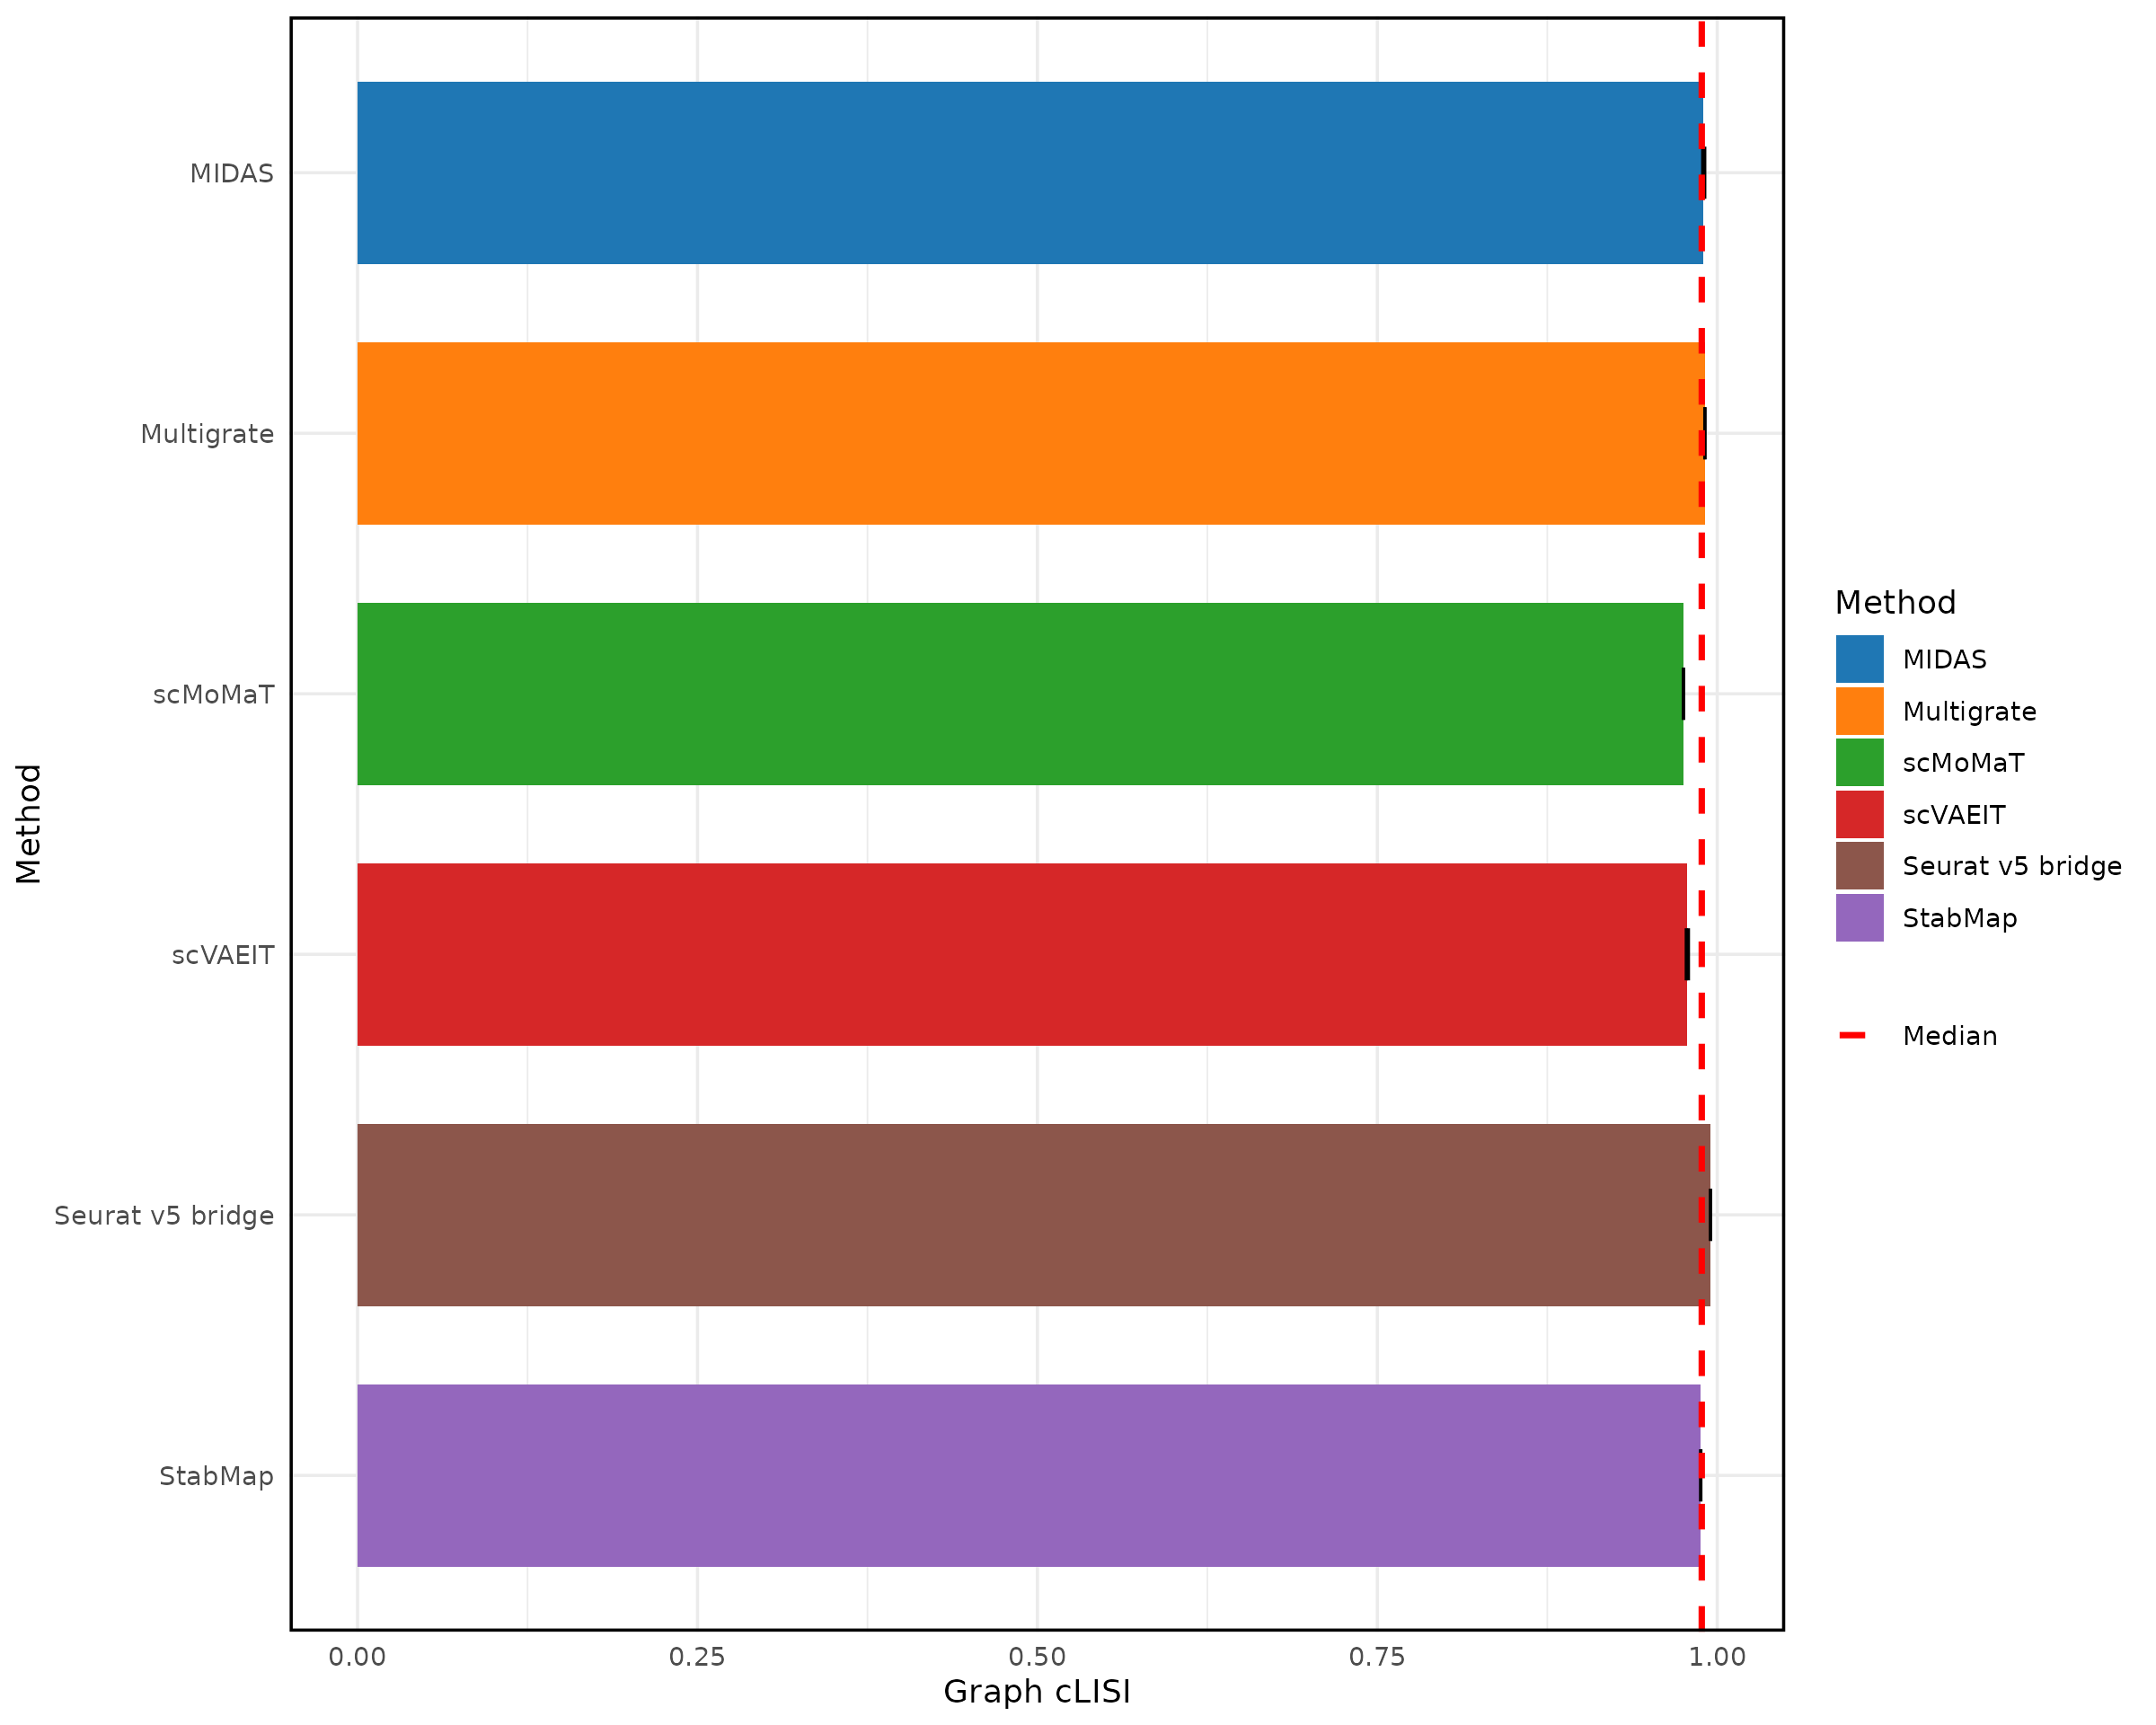 Method
MIDAS
Multigrate
scMoMaT
scVAEIT
Seurat v5 bridge
StabMap
0.00 0.25 0.50 0.75 1.00
Graph cLISI
Method
MIDAS
Multigrate
scMoMaT
scVAEIT
Seurat v5 bridge
StabMap
Median